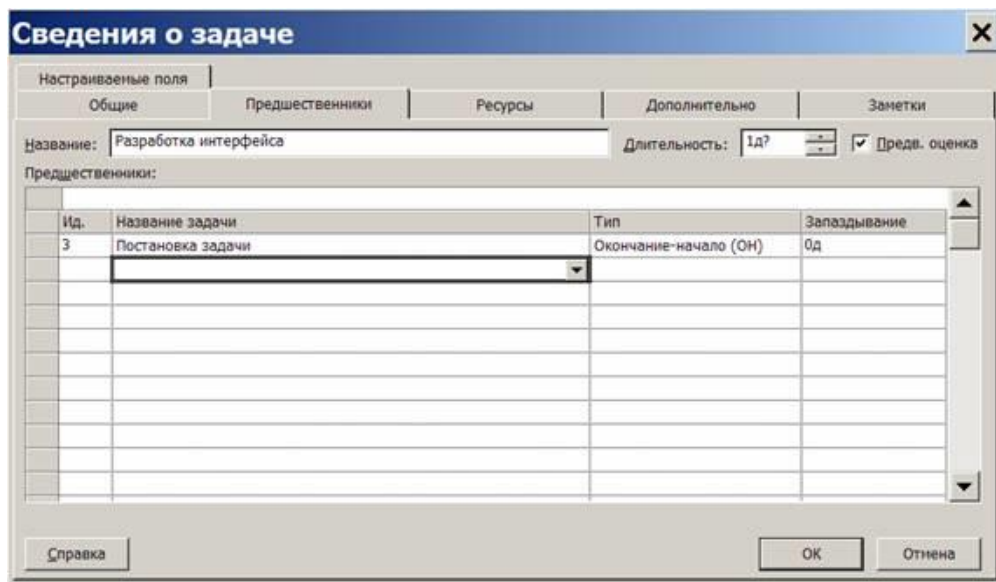 Сведения о задаче
Настраиваемые поля
Общие Предшественники Ресурсы Дополнительно Заметки
Название: Разработка интерфейса Длительность: 1д? Предв. оценка
Предшественники:
Ид. Название задачи Тип Запаздывание
3 Постановка задачи Окончание-начало (ОН) 0д
Справка ОК Отмена